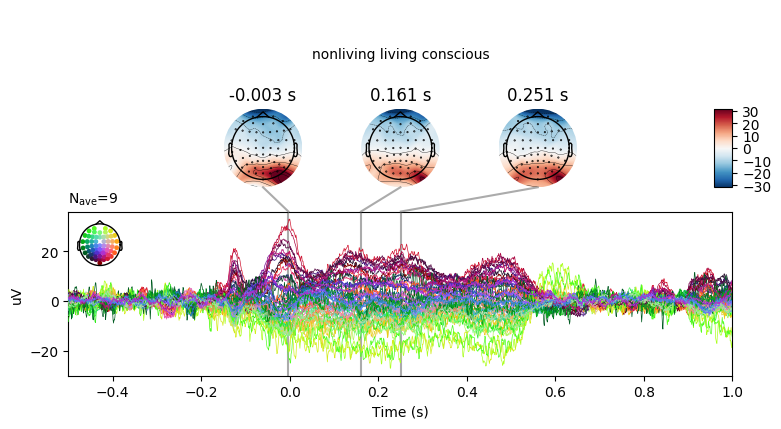 nonliving living conscious
-0.003 s 0.161 s 0.251 s
30
20
10
0
−10
−20
−30
Nave=9
uV
20
0
−20
−0.4 −0.2 0.0 0.2 0.4 0.6 0.8 1.0
Time (s)